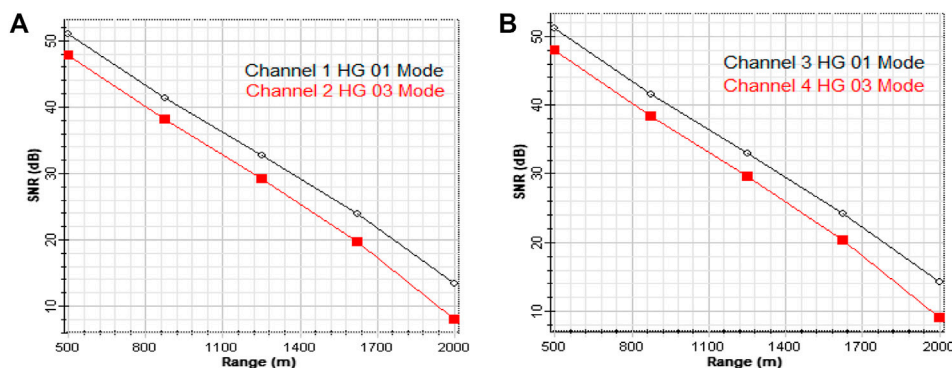 A
SNR (dB)
50
40
30
20
10
Channel 1 HG 01 Mode
Channel 2 HG 03 Mode
500
800
1100
1400
1700
2000
Range (m)
B
SNR (dB)
50
40
30
20
10
Channel 3 HG 01 Mode
Channel 4 HG 03 Mode
500
800
1100
1400
1700
2000
Range (m)